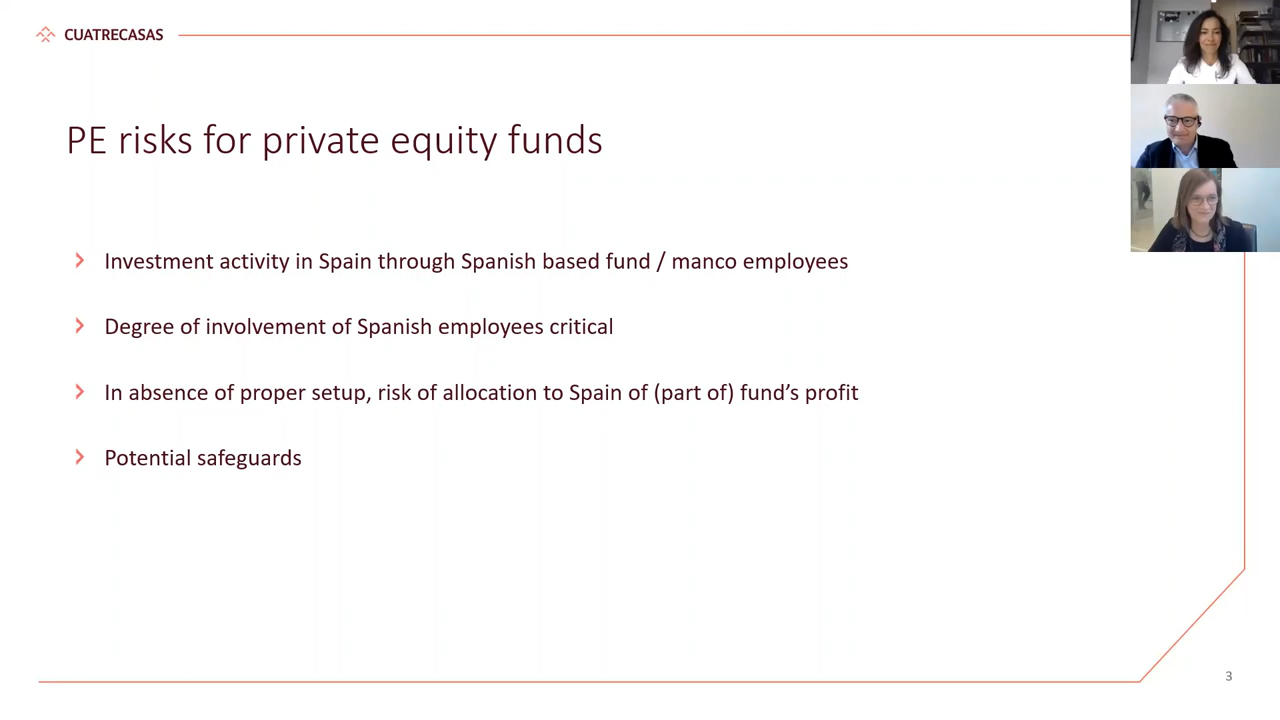 CUATRECASAS
PE risks for private equity funds
Investment activity in Spain through Spanish based fund / manco employees
Degree of involvement of Spanish employees critical
In absence of proper setup, risk of allocation to Spain of (part of) fund’s profit
Potential safeguards
3